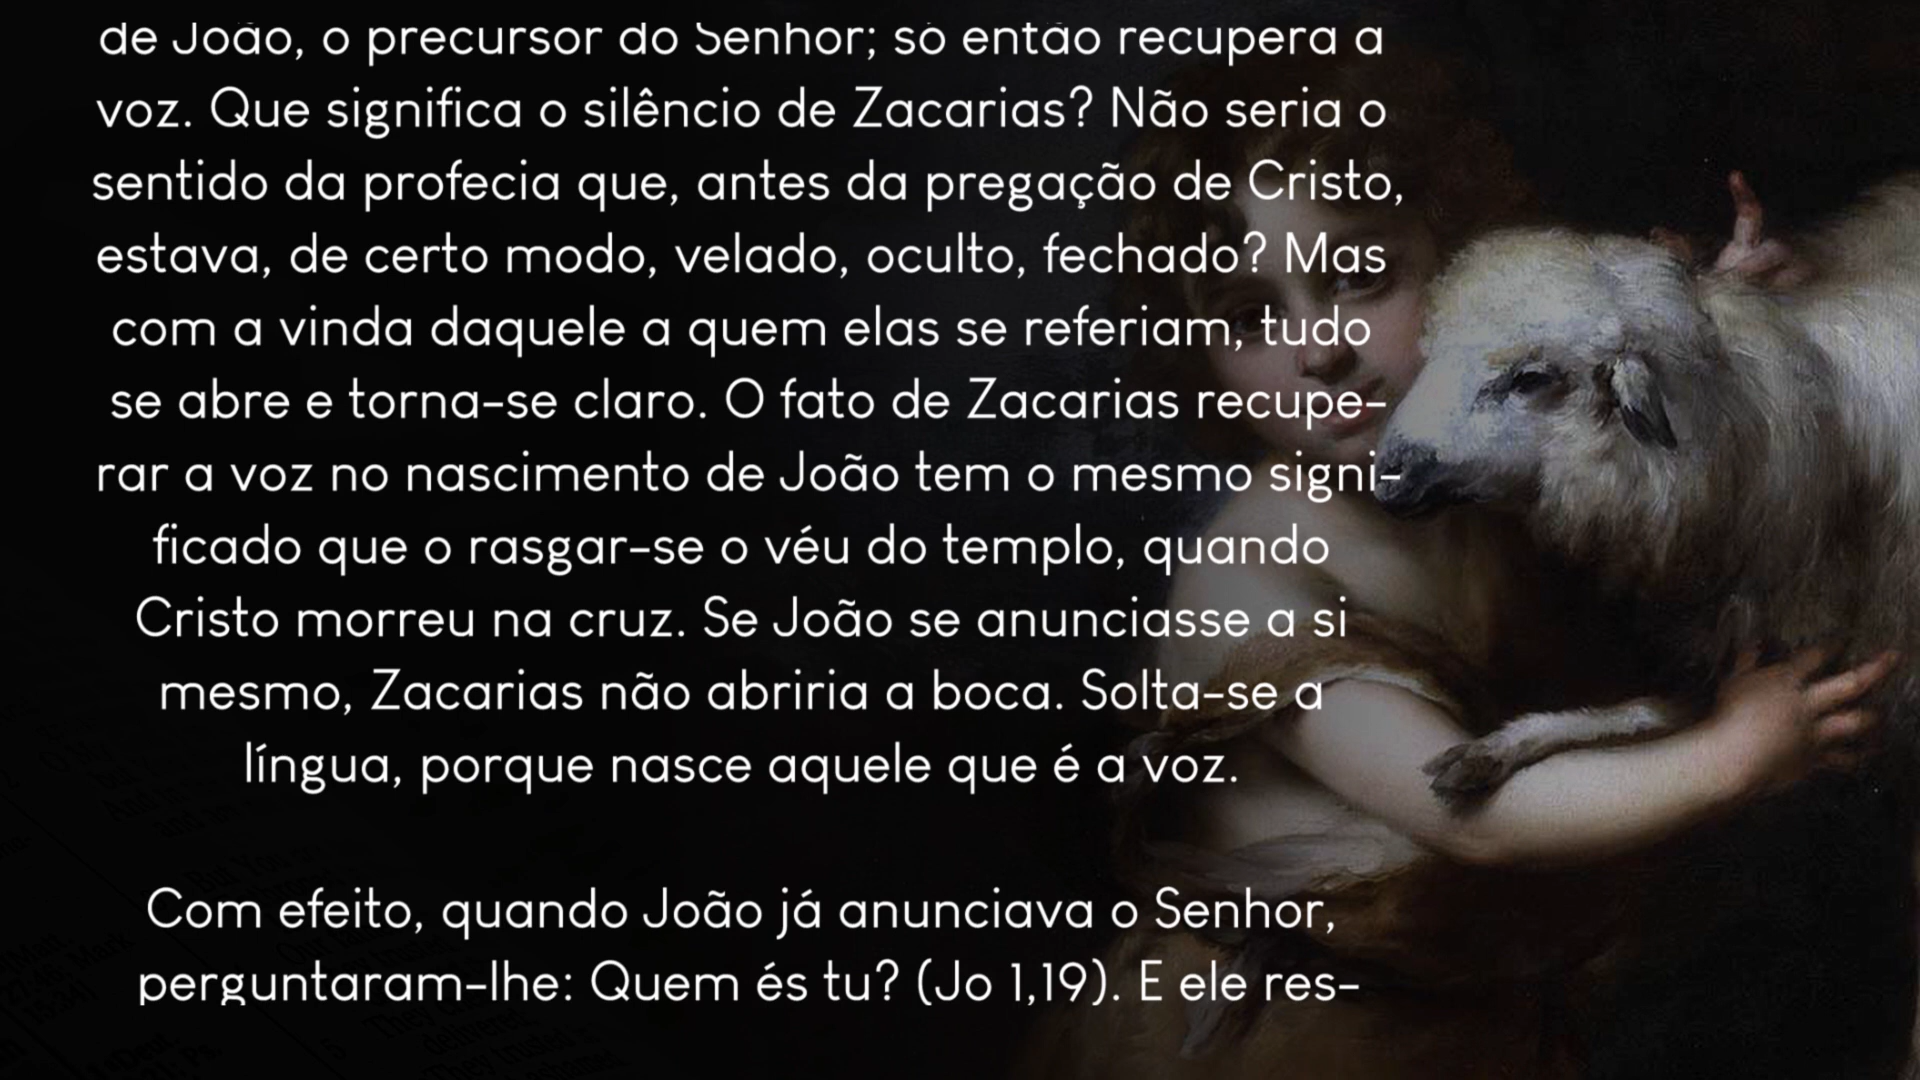 de João, o precursor do Senhor; só então recupera a
voz. Que significa o silêncio de Zacarias? Não seria o
sentido da profecia que, antes da pregação de Cristo,
estava, de certo modo, velado, oculto, fechado? Mas
com a vinda daquele a quem elas se referiam, tudo
se abre e torna-se claro. O fato de Zacarias recupe-
rar a voz no nascimento de João tem o mesmo signi-
ficado que o rasgar-se o véu do templo, quando
Cristo morreu na cruz. Se João se anunciasse a si
mesmo, Zacarias não abriria a boca. Solta-se a
língua, porque nasce aquele que é a voz.
Com efeito, quando João já anunciava o Senhor,
perguntaram-lhe: Quem és tu? (Jo 1,19). E ele res-